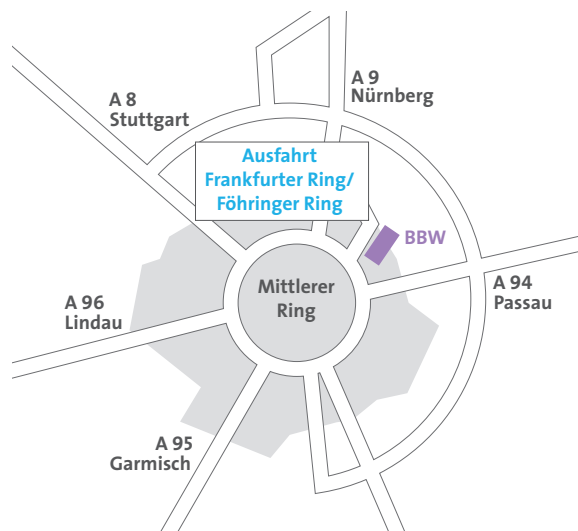 A 9
Nürnberg
A 8
Stuttgart
Ausfahrt
Frankfurter Ring/
Föhringer Ring
BBW
A 94
Passau
Mittlerer
Ring
A 96
Lindau
A 95
Garmisch